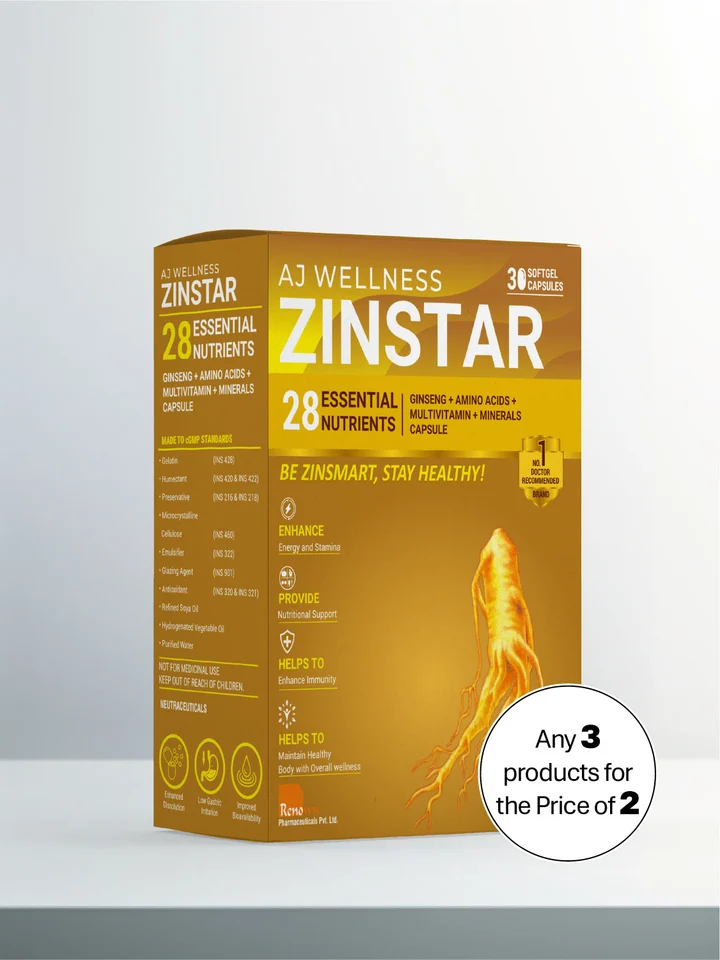 AJ WELLNESS
ZINSTAR
28 ESSENTIAL
NUTRIENTS
GINSENG + AMINO ACIDS +
MULTIVITAMIN + MINERALS
CAPSULE
MADE TO cGMP STANDARDS
• Gelatin (INS 428)
• Humectant (INS 420 & INS 422)
• Preservative (INS 216 & INS 218)
• Microcrystalline
Cellulose (INS 460)
• Emulsifier (INS 322)
• Glazing Agent (INS 901)
• Antioxidant (INS 320 & INS 321)
• Refined Soya Oil
• Hydrogenated Vegetable Oil
• Purified Water
NOT FOR MEDICINAL USE
KEEP OUT OF REACH OF CHILDREN.
NEUTRACEUTICALS
Enhanced
Dissolution
Low Gastric
Irritation
Improved
Bioavailability
AJ WELLNESS
30 SOFTGEL
CAPSULES
ZINSTAR
28 ESSENTIAL
NUTRIENTS
GINSENG + AMINO ACIDS +
MULTIVITAMIN + MINERALS
CAPSULE
NO. 1
DOCTOR
RECOMMENDED
BRAND
BE ZINSMART, STAY HEALTHY!
ENHANCE
Energy and Stamina
PROVIDE
Nutritional Support
HELPS TO
Enhance Immunity
HELPS TO
Maintain Healthy
Body with Overall wellness
Pharmaceuticals Pvt. Ltd.
Any 3
products for
the Price of 2